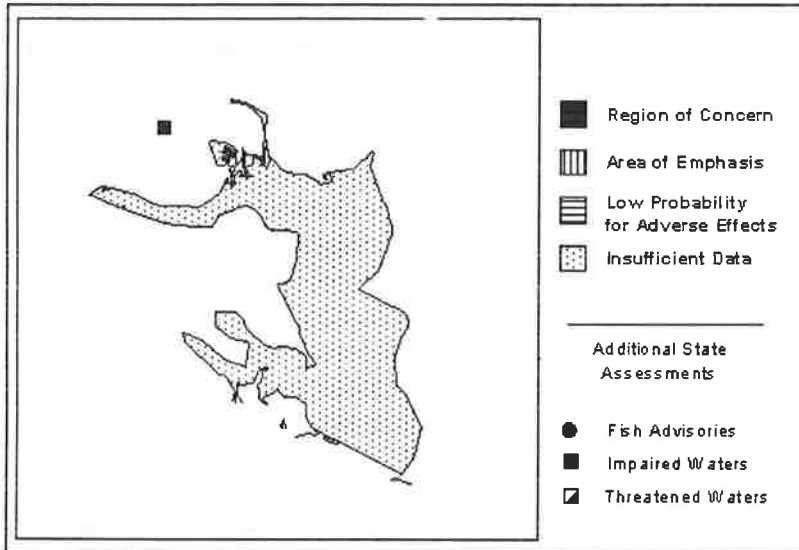 Region of Concern
Area of Emphasis
Low Probability
for Adverse Effects
Insufficient Data
Additional State
Assessments
Fish Advisories
Impaired Waters
Threatened Waters